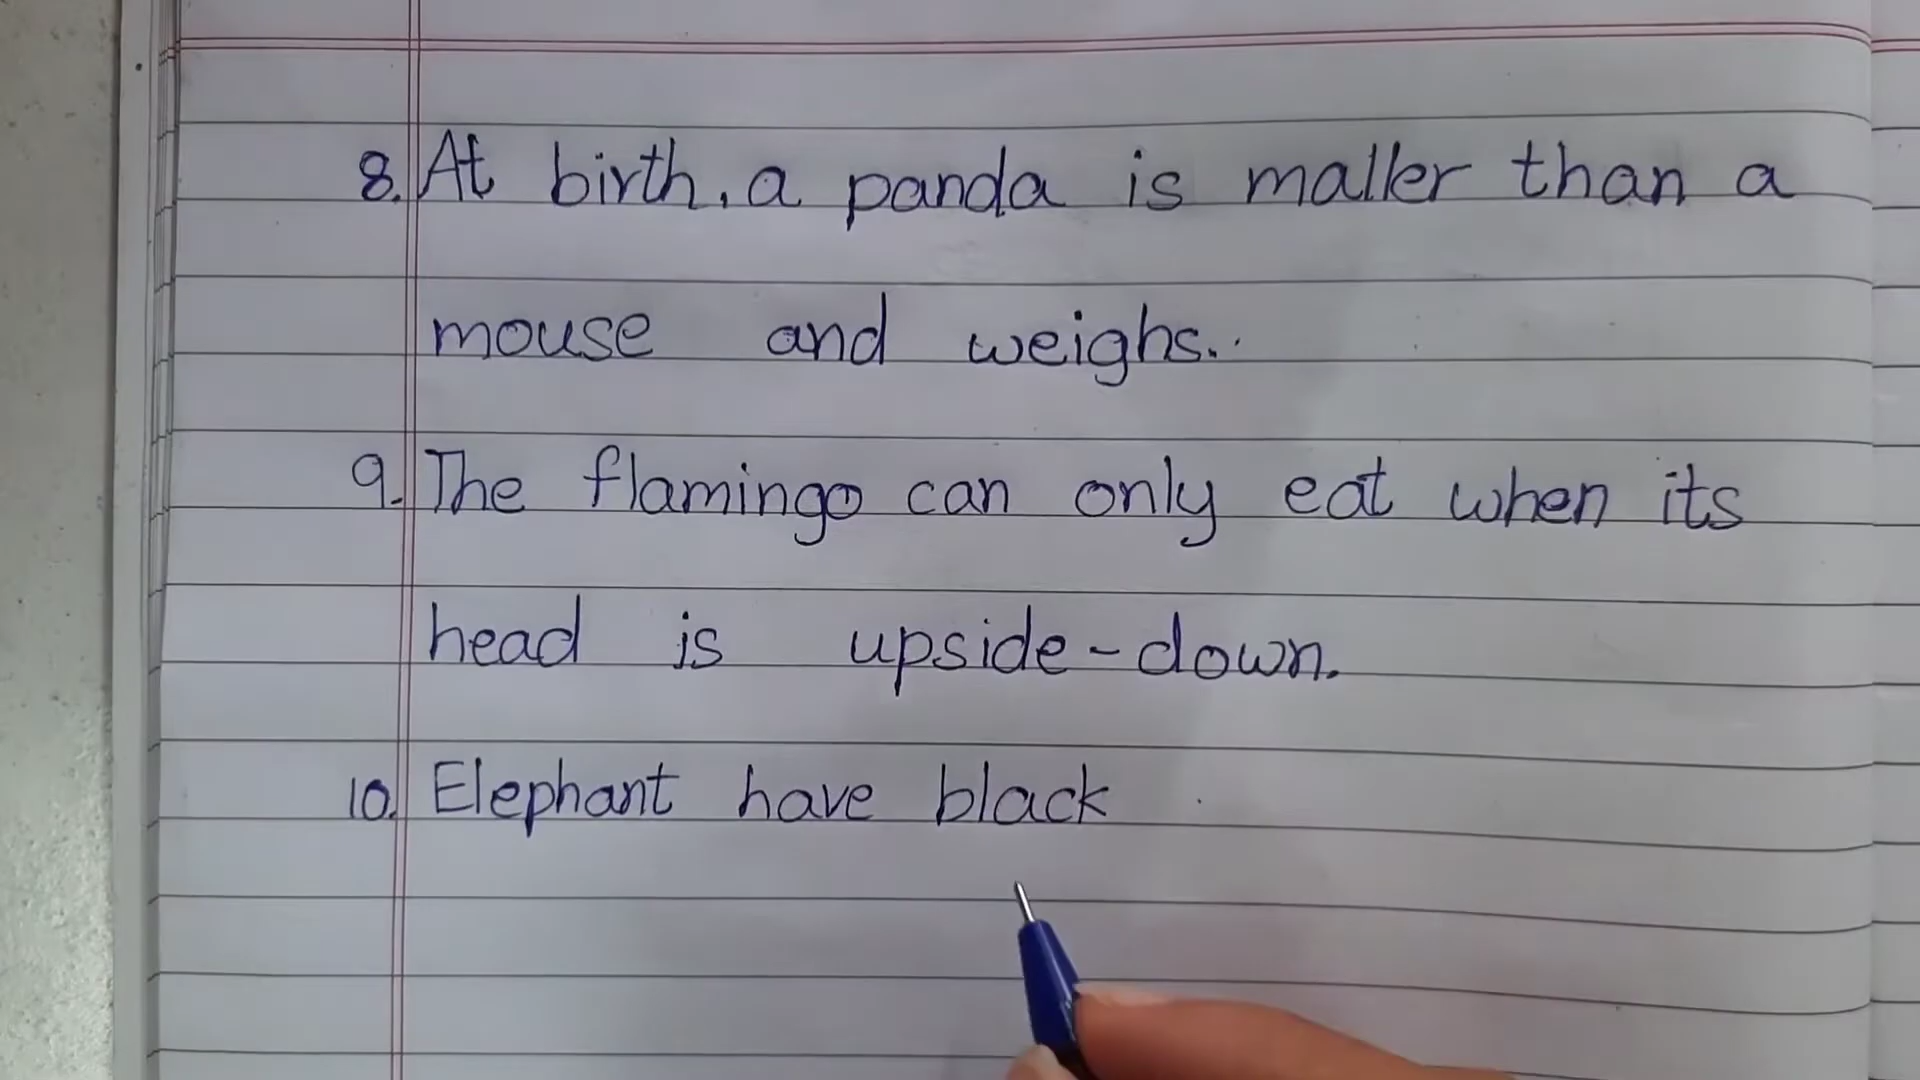 8. At birth, a panda is maller than a
mouse and weighs..
9. The flamingo can only eat when its
head is upside-down.
10. Elephant have black